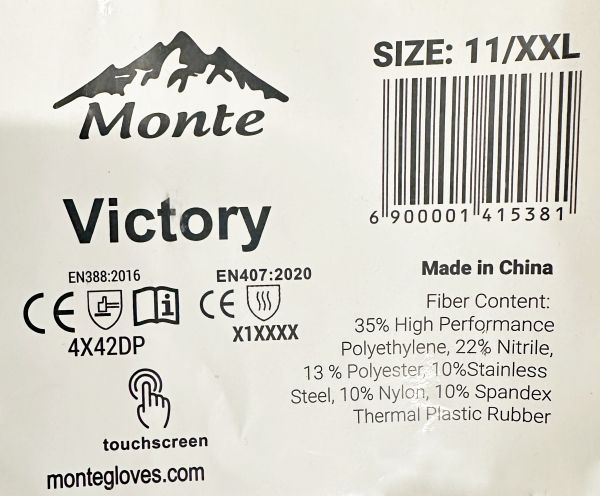 Monte
SIZE: 11/XXL
6 900001 415381
Victory
EN388:2016
EN407:2020
CE
i
CE
4X42DP
X1XXXX
Made in China
Fiber Content:
35% High Performance
Polyethylene, 22% Nitrile,
13 % Polyester, 10%Stainless
Steel, 10% Nylon, 10% Spandex
Thermal Plastic Rubber
touchscreen
montegloves.com